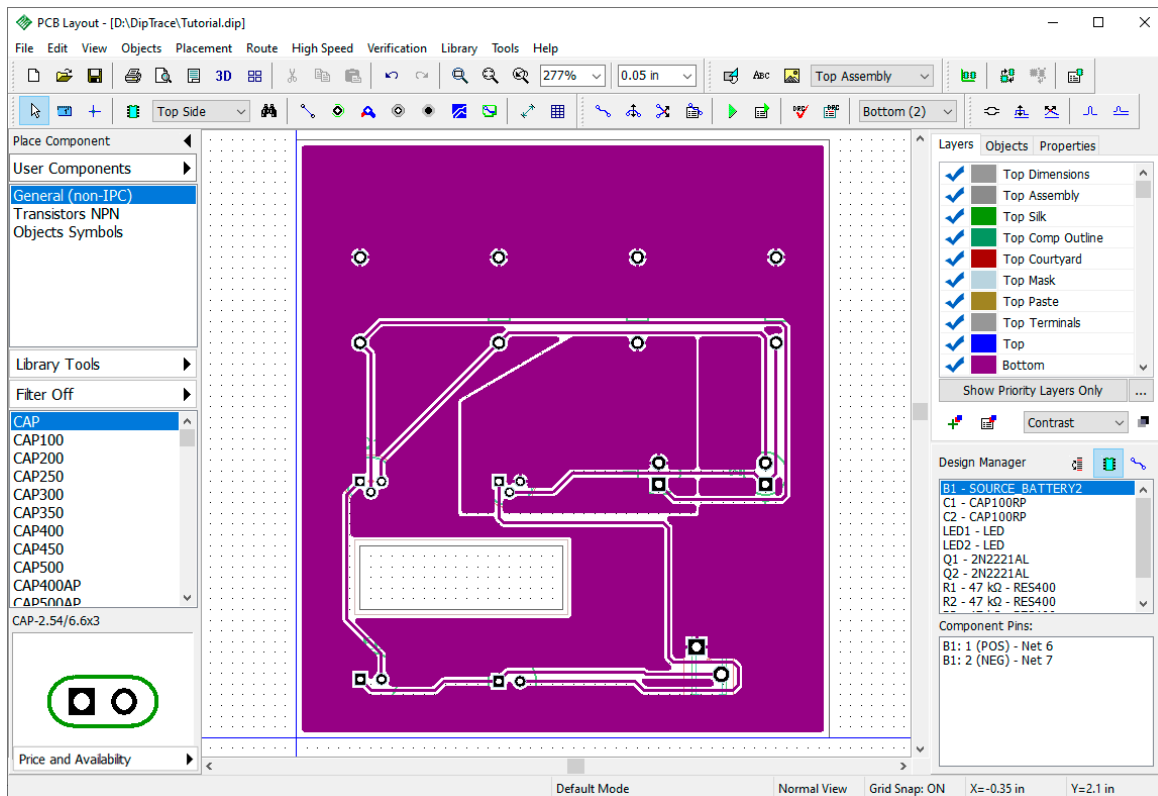 PCB Layout - [D:\DipTrace\Tutorial.dip]
File Edit View Objects Placement Route High Speed Verification Library Tools Help
3D 277% 0.05 in ABC Top Assembly
Top Side Bottom (2)
Place Component
User Components
General (non-IPC)
Transistors NPN
Objects Symbols
Library Tools
Filter Off
CAP
CAP100
CAP200
CAP250
CAP300
CAP350
CAP400
CAP450
CAP500
CAP400AP
CAP500AP
CAP-2.54/6.6x3
Price and Availability
Layers Objects Properties
Top Dimensions
Top Assembly
Top Silk
Top Comp Outline
Top Courtyard
Top Mask
Top Paste
Top Terminals
Top
Bottom
Show Priority Layers Only ...
Contrast
Design Manager
B1 - SOURCE_BATTERY2
C1 - CAP100RP
C2 - CAP100RP
LED1 - LED
LED2 - LED
Q1 - 2N2221AL
Q2 - 2N2221AL
R1 - 47 kΩ - RES400
R2 - 47 kΩ - RES400
Component Pins:
B1: 1 (POS) - Net 6
B1: 2 (NEG) - Net 7
Default Mode Normal View Grid Snap: ON X=-0.35 in Y=2.1 in